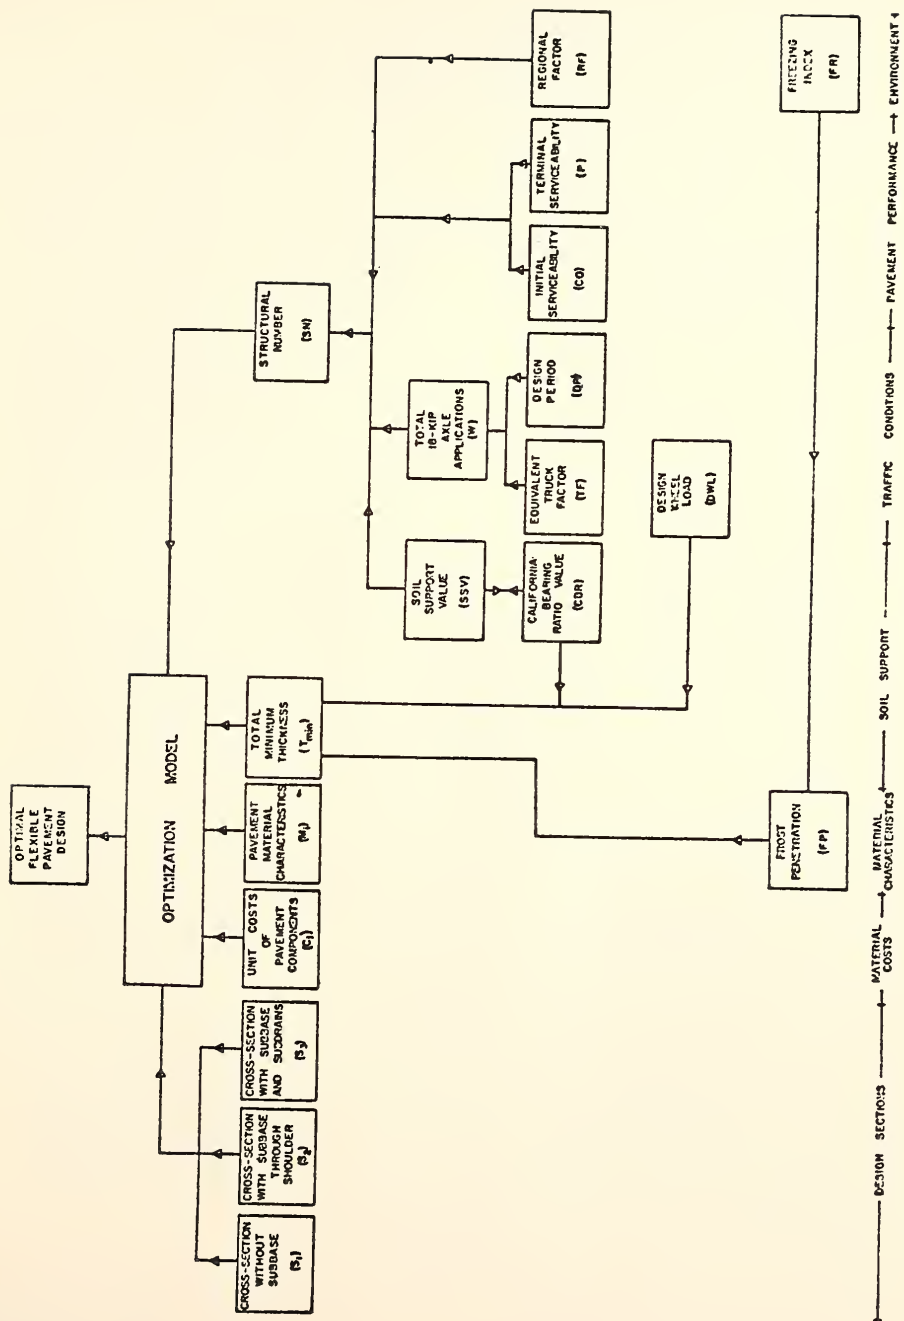 OPTIMAL
FLEXIBLE
PAVEMENT
DESIGN
OPTIMIZATION MODEL
CROSS-SECTION
WITHOUT
SUBBASE
(S1)
CROSS-SECTION
WITH SUBBASE
THROUGH
SHOULDER
(S2)
CROSS-SECTION
WITH SUBBASE
AND SUBDRAINS
(S3)
UNIT COSTS
OF
PAVEMENT
COMPONENTS
(C1)
PAVEMENT
MATERIAL
CHARACTERISTICS
(Mi)
TOTAL
MINIMUM
THICKNESS
(Tmin)
STRUCTURAL
NUMBER
(SN)
SOIL
SUPPORT
VALUE
(SSV)
TOTAL
18-KIP
AXLE
APPLICATIONS
(W)
CALIFORNIA
BEARING
RATIO VALUE
(CBR)
EQUIVALENT
TRUCK
FACTOR
(TF)
DESIGN
PERIOD
(DP)
INITIAL
SERVICEABILITY
(CO)
TERMINAL
SERVICEABILITY
(P)
REGIONAL
FACTOR
(RF)
DESIGN
WHEEL
LOAD
(DWL)
FROST
PENETRATION
(FP)
FREEZING
INDEX
(FR)
DESIGN SECTIONS
MATERIAL
COSTS
MATERIAL
CHARACTERISTICS
SOIL SUPPORT
TRAFFIC CONDITIONS
PAVEMENT PERFORMANCE
ENVIRONMENT